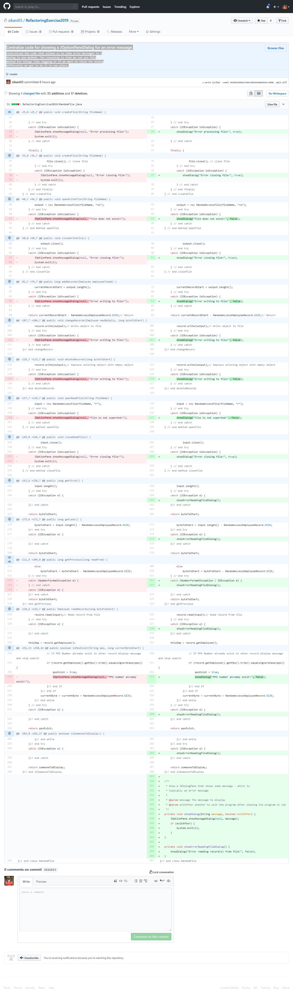 Search or jump to...
/
Pull requests Issues Trending Explore
zikani03 / RefactoringExercise2019 Private
Unwatch
Star 0
Fork
Code
Issues 0
Pull requests 0
Projects 0
Releases
More
Settings
Centralize code for showing a JOptionPaneDialog for an error message
Browse files
Centralized the code that allows us to show error messages in a
dialog in one method. The reasoning is that we can use this
method for things like logging or if we want to style the dialog
differently we get to do it in one place.
master
zikani03 committed 8 hours ago
1 parent
commit
patch diff
Showing 1 changed file with 35 additions and 17 deletions.
No Whitespace
52 RefactoringExercise2019/RandomFile.java
View file
@@ -25,8 +25,7 @@ public void createFile(String fileName) {
25 25
26 } // end try 26 } // end try
27 catch (IOException ioException) { 27 catch (IOException ioException) {
28 - JOptionPane.showMessageDialog(null, "Error processing file!"); 28 + showDialog("Error processing file!", true);
29 - System.exit(1);
30 } // end catch 29 } // end catch
31 30
32 finally { 31 finally {
@@ -35,8 +34,7 @@ public void createFile(String fileName) {
35 file.close(); // close file 34 file.close(); // close file
36 } // end try 35 } // end try
37 catch (IOException ioException) { 36 catch (IOException ioException) {
38 - JOptionPane.showMessageDialog(null, "Error closing file!"); 37 + showDialog("Error closing file!", true);
39 - System.exit(1);
40 } // end catch 38 } // end catch
41 } // end finally 39 } // end finally
42 } // end createFile 40 } // end createFile
@@ -48,7 +46,7 @@ public void openWriteFile(String fileName) {
48 output = new RandomAccessFile(fileName, "rw"); 46 output = new RandomAccessFile(fileName, "rw");
49 } // end try 47 } // end try
50 catch (IOException ioException) { 48 catch (IOException ioException) {
51 - JOptionPane.showMessageDialog(null, "File does not exist!"); 49 + showDialog("File does not exist!", false);
52 } // end catch 50 } // end catch
53 } // end method openFile 51 } // end method openFile
54 52
@@ -60,8 +58,7 @@ public void closeWriteFile() {
60 output.close(); 58 output.close();
61 } // end try 59 } // end try
62 catch (IOException ioException) { 60 catch (IOException ioException) {
63 - JOptionPane.showMessageDialog(null, "Error closing file!"); 61 + showDialog("Error closing file!", true);
64 - System.exit(1);
65 } // end catch 62 } // end catch
66 } // end closeFile 63 } // end closeFile
67 64
@@ -82,7 +79,7 @@ public long addRecords(Employee employeeToAdd) {
82 currentRecordStart = output.length(); 79 currentRecordStart = output.length();
83 } // end try 80 } // end try
84 catch (IOException ioException) { 81 catch (IOException ioException) {
85 - JOptionPane.showMessageDialog(null, "Error writing to file!"); 82 + showDialog("Error writing to file!", false);
86 } // end catch 83 } // end catch
87 84
88 return currentRecordStart - RandomAccessEmployeeRecord.SIZE;// Return 85 return currentRecordStart - RandomAccessEmployeeRecord.SIZE;// Return
@@ -107,7 +104,7 @@ public void changeRecords(Employee newDetails, long byteToStart) {
107 record.write(output);// Write object to file 104 record.write(output);// Write object to file
108 } // end try 105 } // end try
109 catch (IOException ioException) { 106 catch (IOException ioException) {
110 - JOptionPane.showMessageDialog(null, "Error writing to file!"); 107 + showDialog("Error writing to file!", false);
111 } // end catch 108 } // end catch
112 }// end changeRecors 109 }// end changeRecors
113 110
@@ -126,7 +123,7 @@ public void deleteRecords(long byteToStart) {
126 record.write(output);// Replace existing object with empty object 123 record.write(output);// Replace existing object with empty object
127 } // end try 124 } // end try
128 catch (IOException ioException) { 125 catch (IOException ioException) {
129 - JOptionPane.showMessageDialog(null, "Error writing to file!"); 126 + showDialog("Error writing to file!", false);
130 } // end catch 127 } // end catch
131 }// end deleteRecords 128 }// end deleteRecords
132 129
@@ -137,7 +134,7 @@ public void openReadFile(String fileName) {
137 input = new RandomAccessFile(fileName, "r"); 134 input = new RandomAccessFile(fileName, "r");
138 } // end try 135 } // end try
139 catch (IOException ioException) { 136 catch (IOException ioException) {
140 - JOptionPane.showMessageDialog(null, "File is not suported!"); 137 + showDialog("File is not suported!", false);
141 } // end catch 138 } // end catch
142 } // end method openFile 139 } // end method openFile
143 140
@@ -149,8 +146,7 @@ public void closeReadFile() {
149 input.close(); 146 input.close();
150 } // end try 147 } // end try
151 catch (IOException ioException) { 148 catch (IOException ioException) {
152 - JOptionPane.showMessageDialog(null, "Error closing file!"); 149 + showDialog("Error closing file!", true);
153 - System.exit(1);
154 } // end catch 150 } // end catch
155 } // end method closeFile 151 } // end method closeFile
156 152
@@ -162,6 +158,7 @@ public long getFirst() {
162 input.length(); 158 input.length();
163 } // end try 159 } // end try
164 catch (IOException e) { 160 catch (IOException e) {
161 + showErrorReadingFileDialog();
165 }// end catch 162 }// end catch
166 163
167 return byteToStart; 164 return byteToStart;
@@ -175,6 +172,7 @@ public long getLast() {
175 byteToStart = input.length() - RandomAccessEmployeeRecord.SIZE; 172 byteToStart = input.length() - RandomAccessEmployeeRecord.SIZE;
176 }// end try 173 }// end try
177 catch (IOException e) { 174 catch (IOException e) {
175 + showErrorReadingFileDialog();
178 }// end catch 176 }// end catch
179 177
180 return byteToStart; 178 return byteToStart;
@@ -211,9 +209,8 @@ public long getPrevious(long readFrom) {
211 else 209 else
212 byteToStart = byteToStart - RandomAccessEmployeeRecord.SIZE; 210 byteToStart = byteToStart - RandomAccessEmployeeRecord.SIZE;
213 } // end try 211 } // end try
214 - catch (NumberFormatException e) { 212 + catch (NumberFormatException | IOException e) {
215 - } // end catch 213 + showErrorReadingFileDialog();
216 - catch (IOException e) {
217 }// end catch 214 }// end catch
218 return byteToStart; 215 return byteToStart;
219 }// end getPrevious 216 }// end getPrevious
@@ -228,6 +225,7 @@ public Employee readRecords(long byteToStart) {
228 record.read(input);// Read record from file 225 record.read(input);// Read record from file
229 } // end try 226 } // end try
230 catch (IOException e) { 227 catch (IOException e) {
228 + showErrorReadingFileDialog();
231 }// end catch 229 }// end catch
232 230
233 thisEmp = record.getEmployee(); 231 thisEmp = record.getEmployee();
@@ -252,13 +250,14 @@ public boolean isPpsExist(String pps, long currentByteStart) {
252 // If PPS Number already exist in other record display message 250 // If PPS Number already exist in other record display message
and stop search and stop search
253 if (record.getEmployee().getPps().trim().equalsIgnoreCase(pps)) 251 if (record.getEmployee().getPps().trim().equalsIgnoreCase(pps))
{ {
254 ppsExist = true; 252 ppsExist = true;
255 - JOptionPane.showMessageDialog(null, "PPS number already 253 + showDialog("PPS number already exist!", false);
exist!");
256 }// end if 254 }// end if
257 }// end if 255 }// end if
258 currentByte = currentByte + RandomAccessEmployeeRecord.SIZE; 256 currentByte = currentByte + RandomAccessEmployeeRecord.SIZE;
259 }// end while 257 }// end while
260 } // end try 258 } // end try
261 catch (IOException e) { 259 catch (IOException e) {
260 + showErrorReadingFileDialog();
262 }// end catch 261 }// end catch
263 262
264 return ppsExist; 263 return ppsExist;
@@ -282,8 +281,27 @@ public boolean isSomeoneToDisplay() {
282 }// end while 281 }// end while
283 }// end try 282 }// end try
284 catch (IOException e) { 283 catch (IOException e) {
284 + showErrorReadingFileDialog();
285 }// end catch 285 }// end catch
286 286
287 return someoneToDisplay; 287 return someoneToDisplay;
288 }// end isSomeoneToDisplay 288 }// end isSomeoneToDisplay
289 +
290 + /**
291 + * Show a JDialogPane that shows some message - which is
292 + * typically an error message
293 + *
294 + * @param message The message to display
295 + * @param exitAfter whether to exit the program after showing the program or not
296 + */
297 + private void showDialog(String message, boolean exitAfter) {
298 + JOptionPane.showMessageDialog(null, message);
299 + if (exitAfter) {
300 + System.exit(1);
301 + }
302 + }
303 +
304 + private void showErrorReadingFileDialog() {
305 + showDialog("Error reading record(s) from file!", false);
306 + }
289 }// end class RandomFile 307 }// end class RandomFile
0 comments on commit 561b653
Lock conversation
Write Preview
Leave a comment
Comment on this commit
Unsubscribe You're receiving notifications because you're watching this repository.
Terms Privacy Security Status Help
Contact GitHub Pricing API Training Blog About